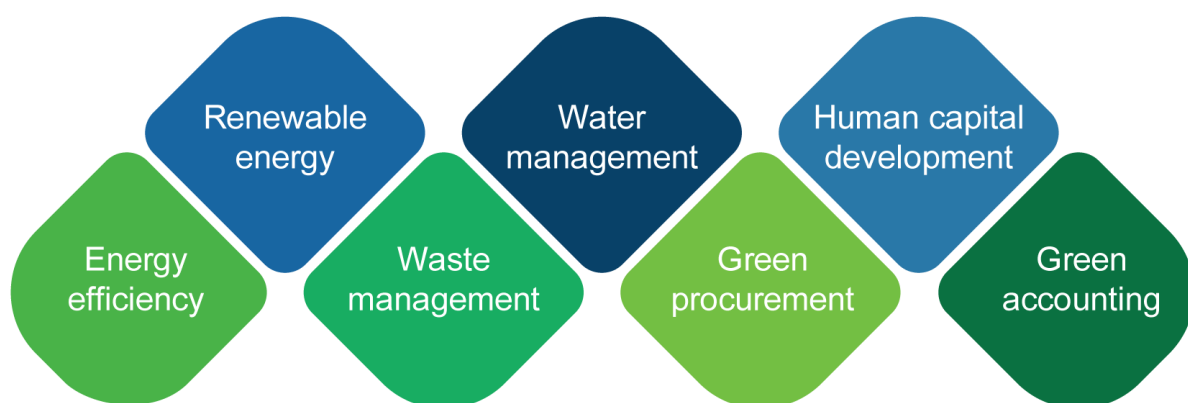 Renewable
energy
Water
management
Human capital
development
Energy
efficiency
Waste
management
Green
procurement
Green
accounting